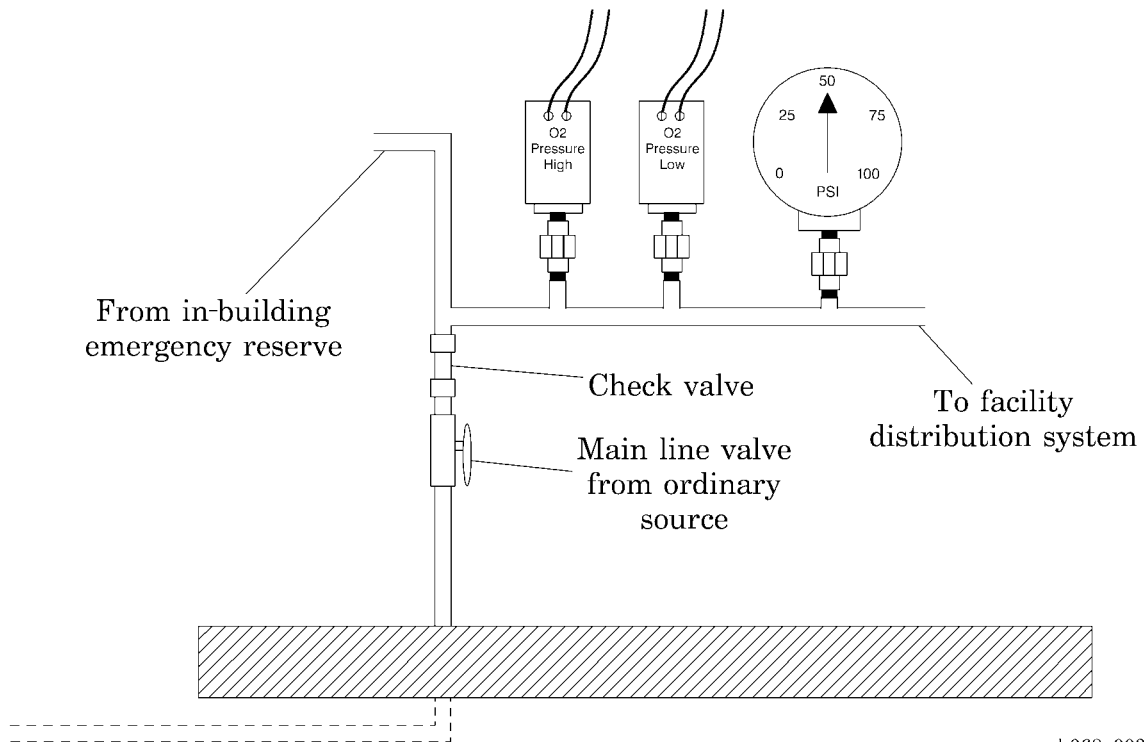 O2
Pressure
High
O2
Pressure
Low
50
25
75
0
100
PSI
From in-building
emergency reserve
Check valve
To facility
distribution system
Main line valve
from ordinary
source